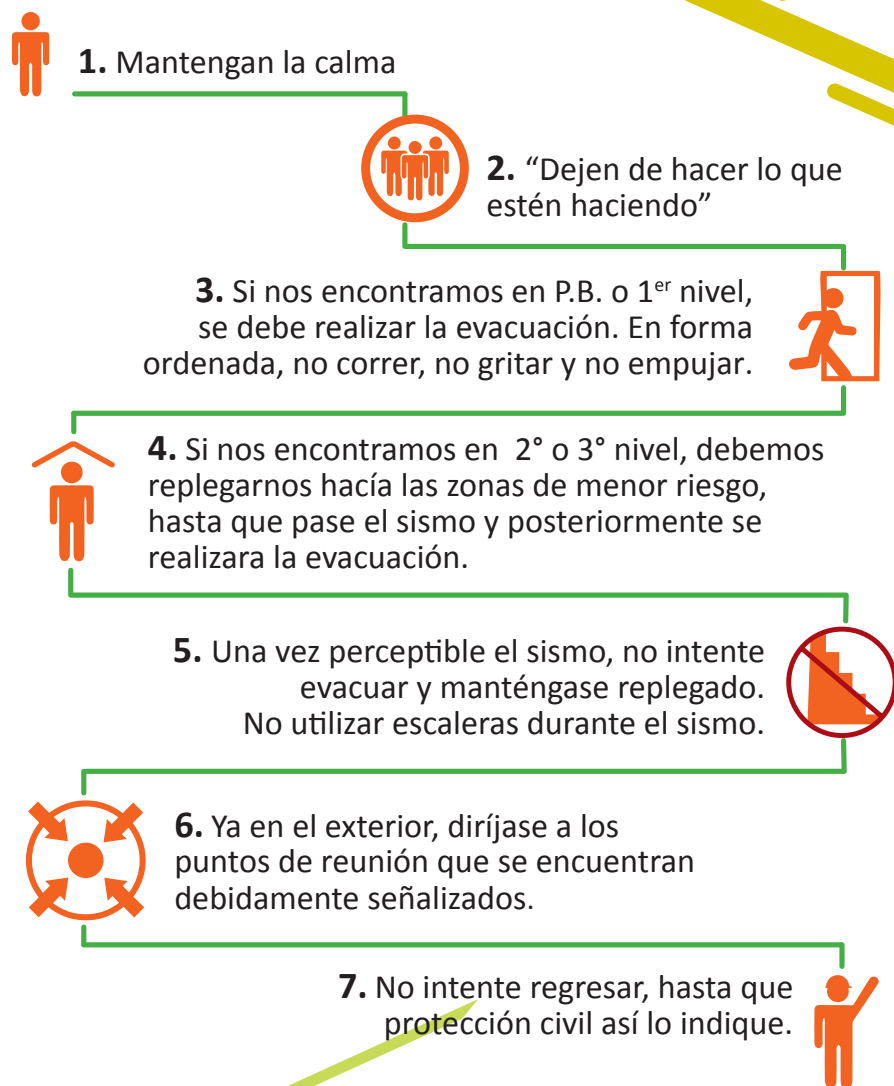 1. Mantengan la calma
2. “Dejen de hacer lo que
estén haciendo”
3. Si nos encontramos en P.B. o 1er nivel,
se debe realizar la evacuación. En forma
ordenada, no correr, no gritar y no empujar.
4. Si nos encontramos en 2° o 3° nivel, debemos
replegarnos hacía las zonas de menor riesgo,
hasta que pase el sismo y posteriormente se
realizara la evacuación.
5. Una vez perceptible el sismo, no intente
evacuar y manténgase replegado.
No utilizar escaleras durante el sismo.
6. Ya en el exterior, diríjase a los
puntos de reunión que se encuentran
debidamente señalizados.
7. No intente regresar, hasta que
protección civil así lo indique.